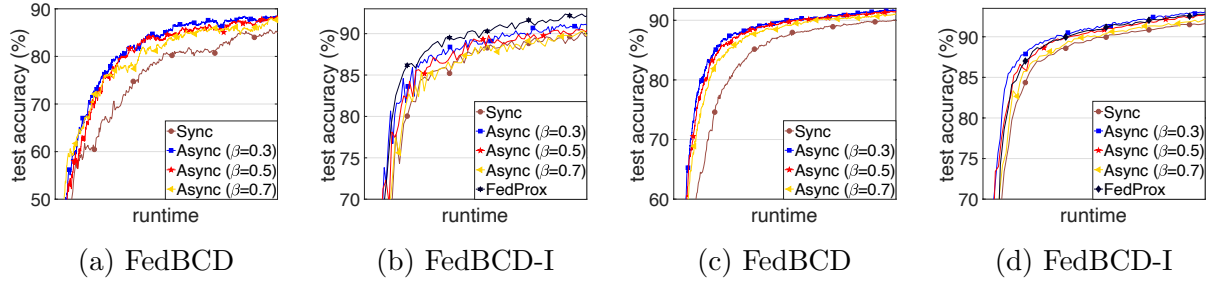 test accuracy (%)
90
80
70
60
50
Sync
Async (β=0.3)
Async (β=0.5)
Async (β=0.7)
runtime
(a) FedBCD
test accuracy (%)
90
85
80
75
70
Sync
Async (β=0.3)
Async (β=0.5)
Async (β=0.7)
FedProx
runtime
(b) FedBCD-I
test accuracy (%)
90
80
70
60
Sync
Async (β=0.3)
Async (β=0.5)
Async (β=0.7)
runtime
(c) FedBCD
test accuracy (%)
90
85
80
75
70
Sync
Async (β=0.3)
Async (β=0.5)
Async (β=0.7)
FedProx
runtime
(d) FedBCD-I